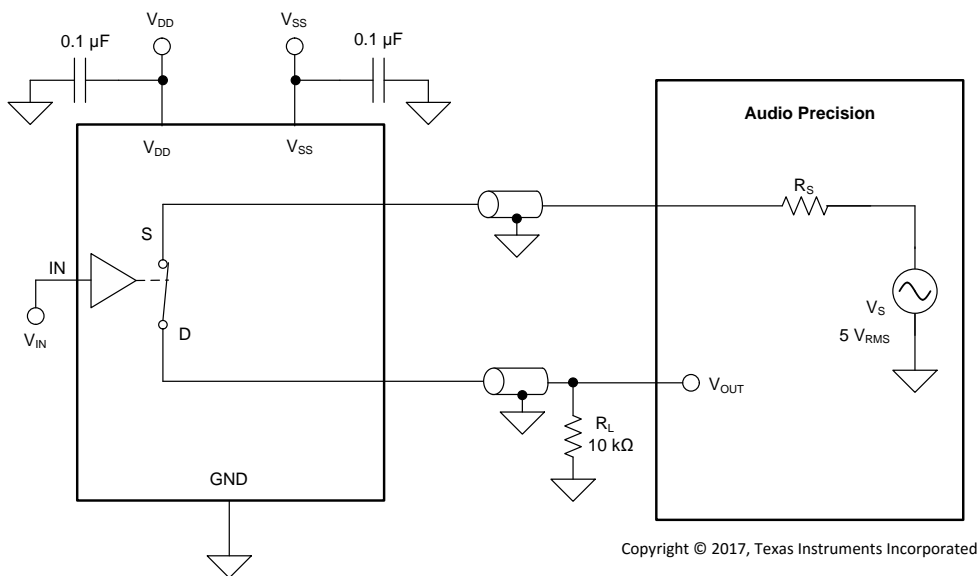 V_DD
V_SS
0.1 µF
0.1 µF
V_DD
V_SS
Audio Precision
R_S
S
IN
V_IN
D
V_S
5 V_RMS
V_OUT
R_L
10 kΩ
GND
Copyright © 2017, Texas Instruments Incorporated